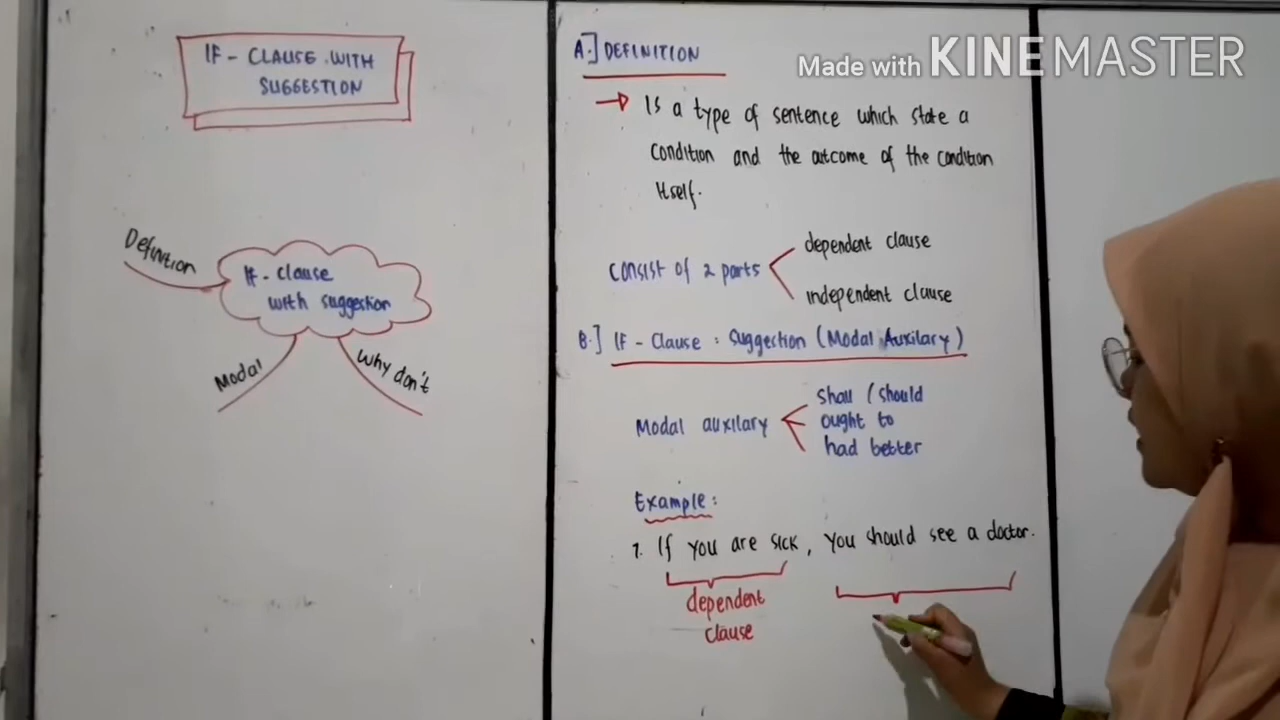 IF - CLAUSE WITH
SUGGESTION
Definition
If - Clause
with suggestion
Modal
Why don't
A.] DEFINITION
Is a type of sentence which state a
condition and the outcome of the condition
itself.
consist of 2 parts
dependent clause
independent clause
B.] IF - Clause : Suggestion (Modal Auxilary)
Modal auxilary
Shall (should
ought to
had better
Example :
1. If you are sick, you should see a doctor.
dependent
clause
Made with KINEMASTER